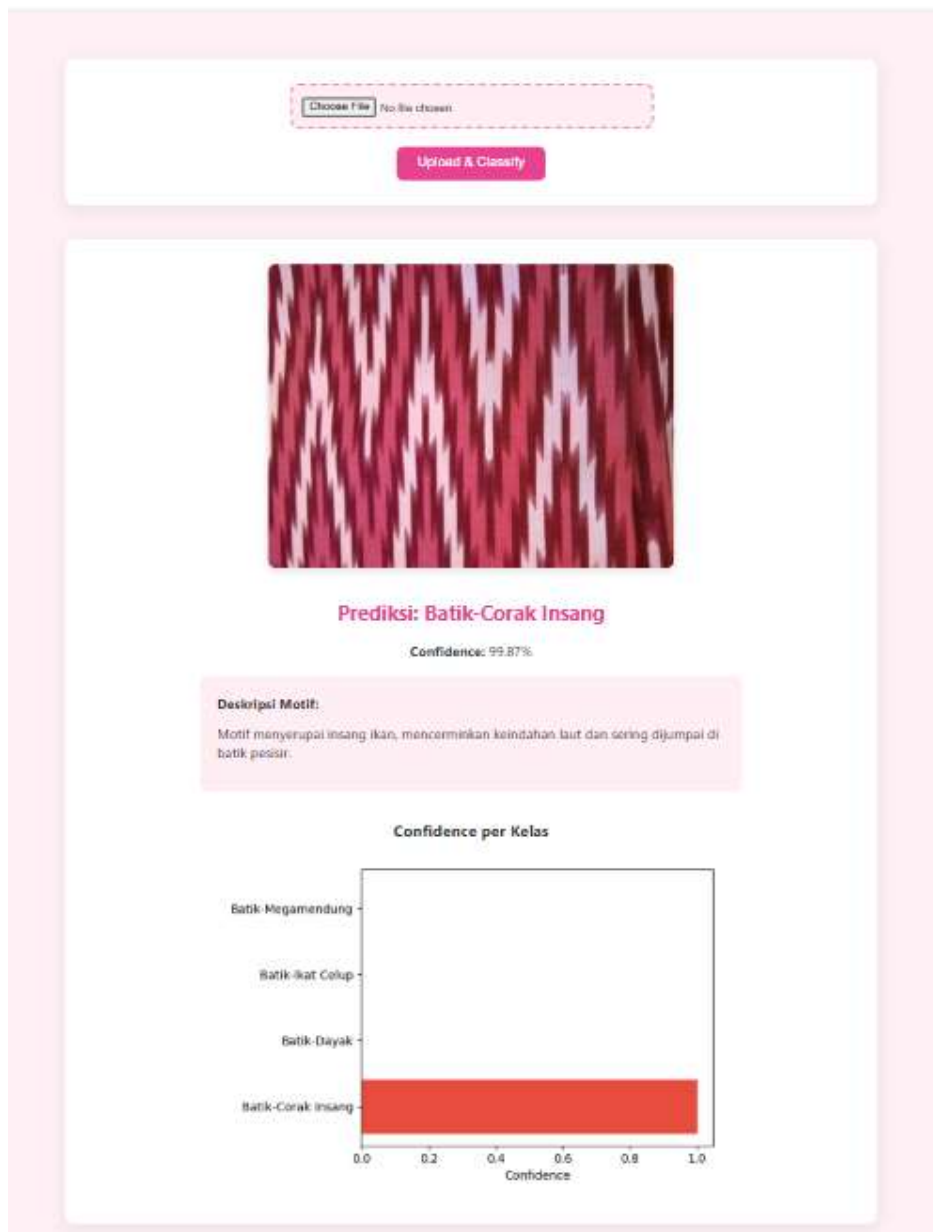 Choose File No file chosen
Upload & Classify
Prediksi: Batik-Corak Insang
Confidence: 99.87%
Deskripsi Motif:
Motif menyerupai insang ikan, mencerminkan keindahan laut dan sering dijumpai di
batik pesisir.
Confidence per Kelas
Batik-Megamendung
Batik-Ikat Celup
Batik-Dayak
Batik-Corak Insang
0.0 0.2 0.4 0.6 0.8 1.0
Confidence